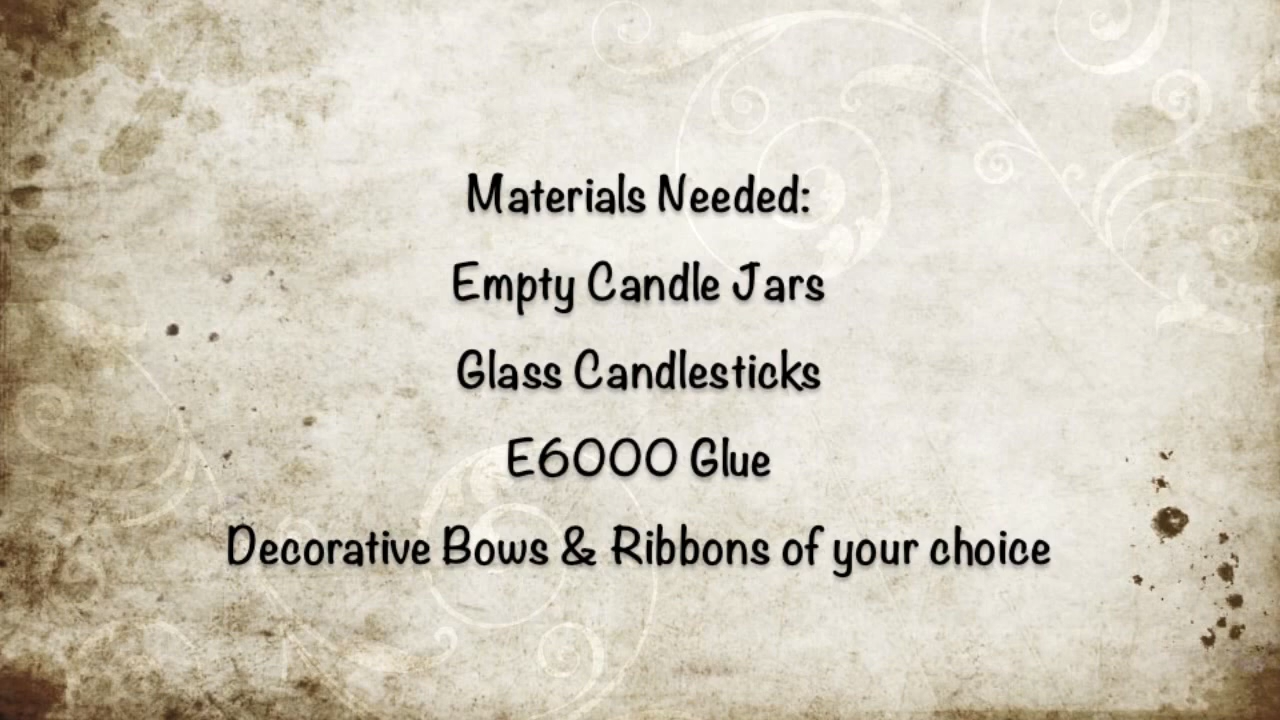 Materials Needed:
Empty Candle Jars
Glass Candlesticks
E6000 Glue
Decorative Bows & Ribbons of your choice